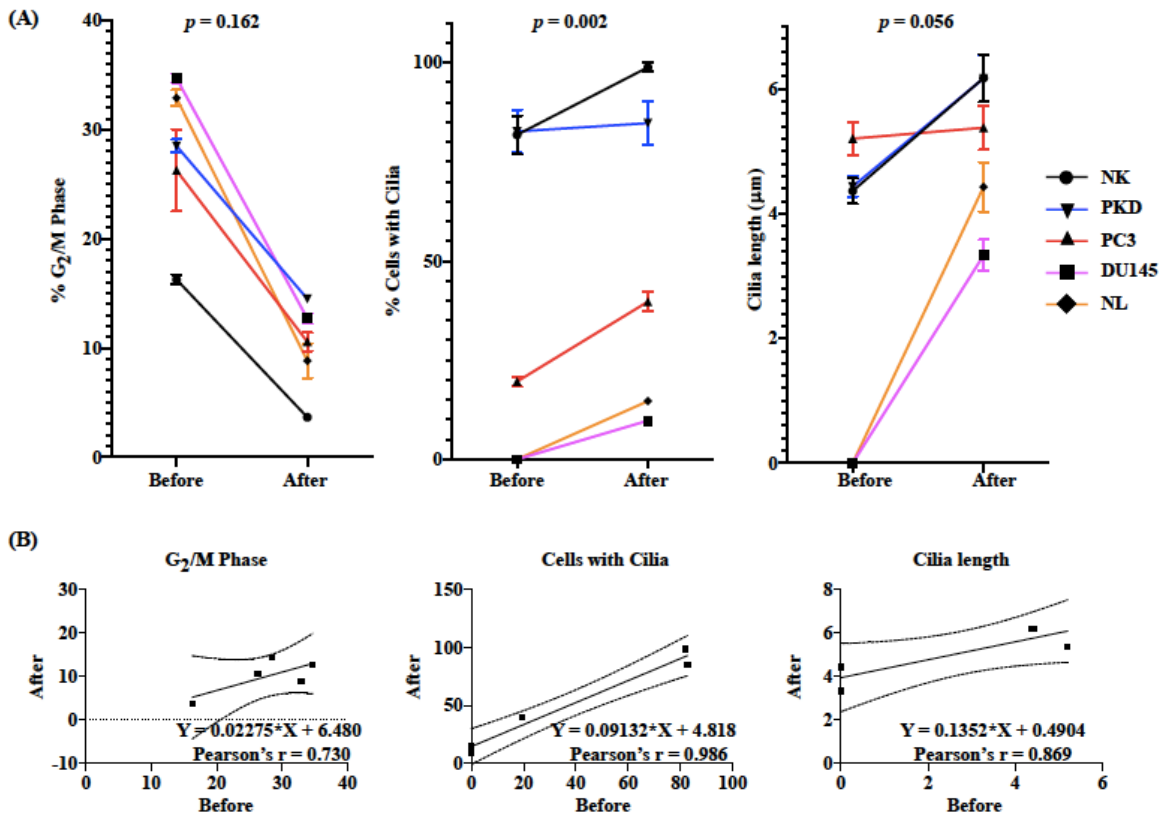 (A)
p = 0.162
p = 0.002
p = 0.056
% G2/M Phase
40
30
20
10
0
Before After
% Cells with Cilia
100
50
0
Before After
Cilia length (μm)
6
4
2
0
Before After
NK
PKD
PC3
DU145
NL
(B)
G2/M Phase
After
30
20
10
0
-10
Y = 0.02275*X + 6.480
Pearson's r = 0.730
0 10 20 30 40
Before
Cells with Cilia
After
150
100
50
0
Y = 0.09132*X + 4.818
Pearson's r = 0.986
0 20 40 60 80 100
Before
Cilia length
After
8
6
4
2
0
Y = 0.1352*X + 0.4904
Pearson's r = 0.869
0 2 4 6
Before